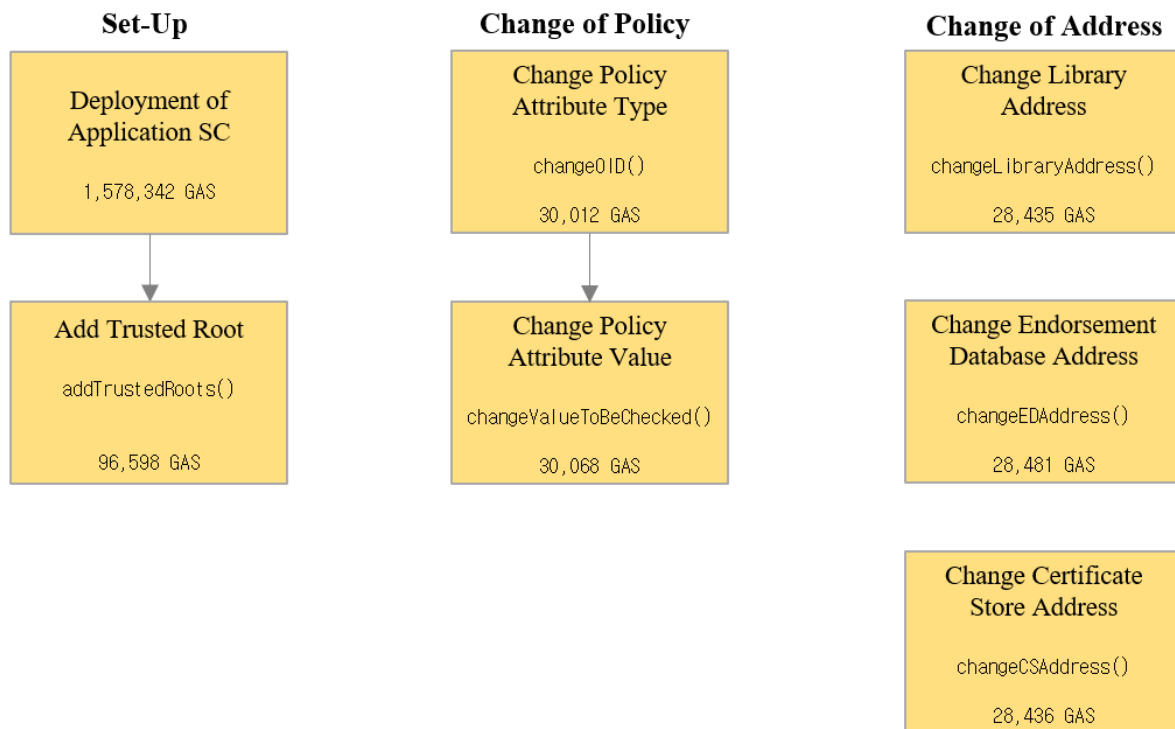 Set-Up
Deployment of
Application SC
1,578,342 GAS
Add Trusted Root
addTrustedRoots()
96,598 GAS
Change of Policy
Change Policy
Attribute Type
changeOID()
30,012 GAS
Change Policy
Attribute Value
changeValueToBeChecked()
30,068 GAS
Change of Address
Change Library
Address
changeLibraryAddress()
28,435 GAS
Change Endorsement
Database Address
changeEDAddress()
28,481 GAS
Change Certificate
Store Address
changeCSAddress()
28,436 GAS